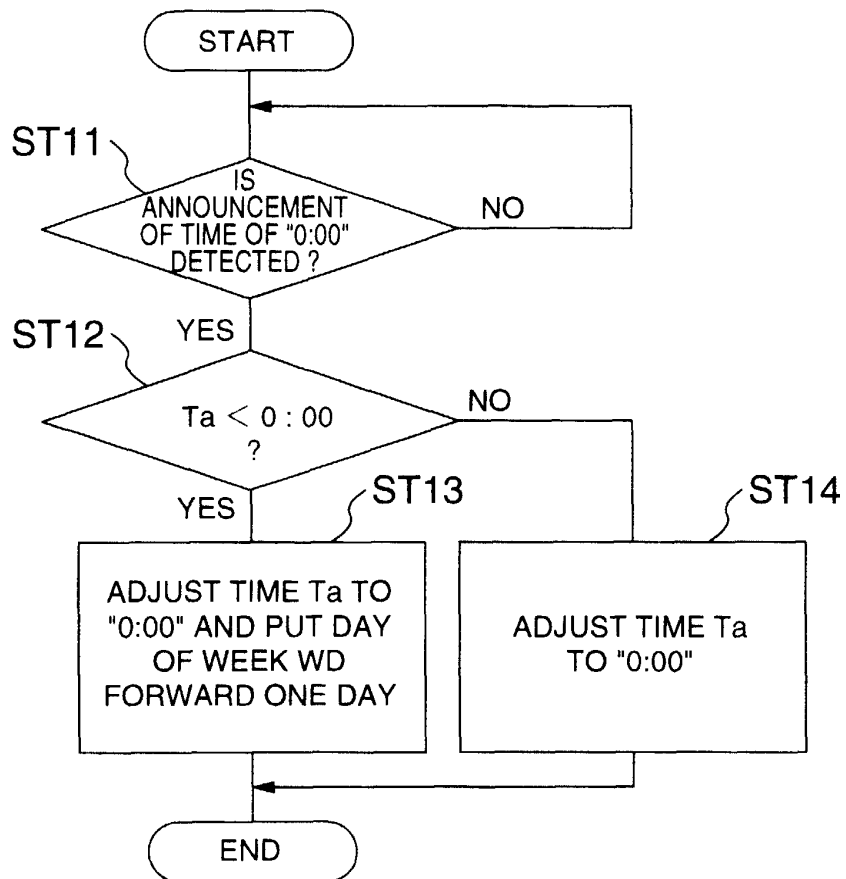 START
ST11
IS
ANNOUNCEMENT
OF TIME OF "0:00"
DETECTED ?
NO
YES
ST12
Ta < 0 : 00
?
NO
YES
ST13
ADJUST TIME Ta TO
"0:00" AND PUT DAY
OF WEEK WD
FORWARD ONE DAY
ST14
ADJUST TIME Ta
TO "0:00"
END